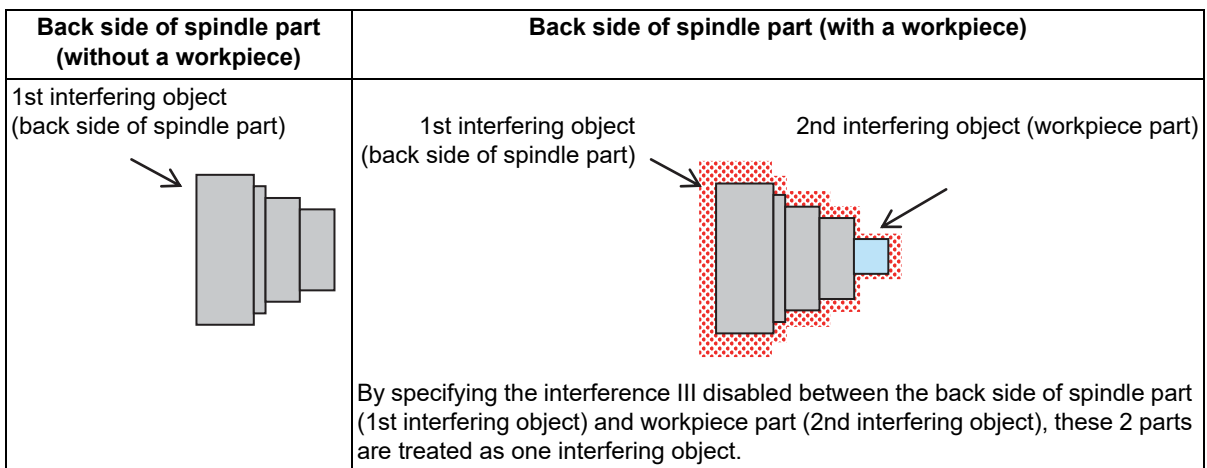 Back side of spindle part
(without a workpiece)
Back side of spindle part (with a workpiece)
1st interfering object
(back side of spindle part)
1st interfering object
(back side of spindle part)
2nd interfering object (workpiece part)
By specifying the interference III disabled between the back side of spindle part
(1st interfering object) and workpiece part (2nd interfering object), these 2 parts
are treated as one interfering object.